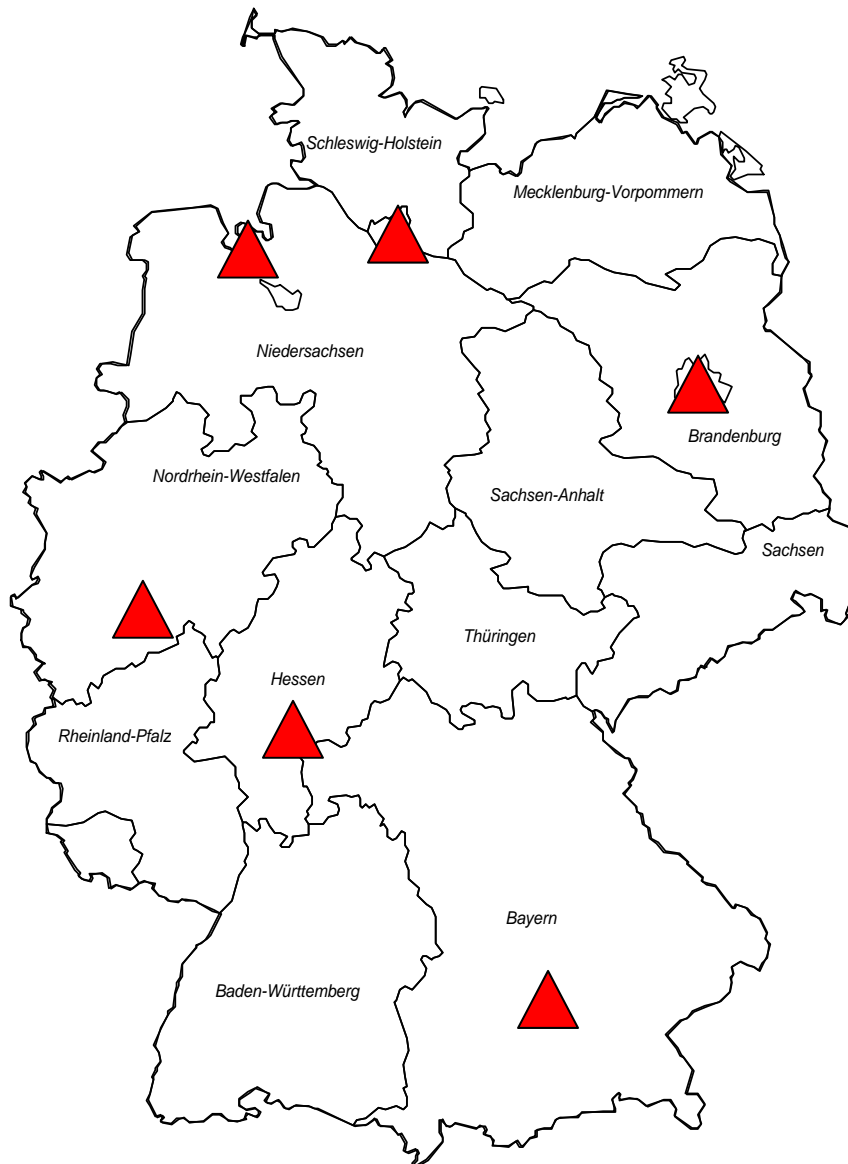 Schleswig-Holstein
Mecklenburg-Vorpommern
Niedersachsen
Brandenburg
Nordrhein-Westfalen
Sachsen-Anhalt
Sachsen
Thüringen
Hessen
Rheinland-Pfalz
Bayern
Baden-Württemberg